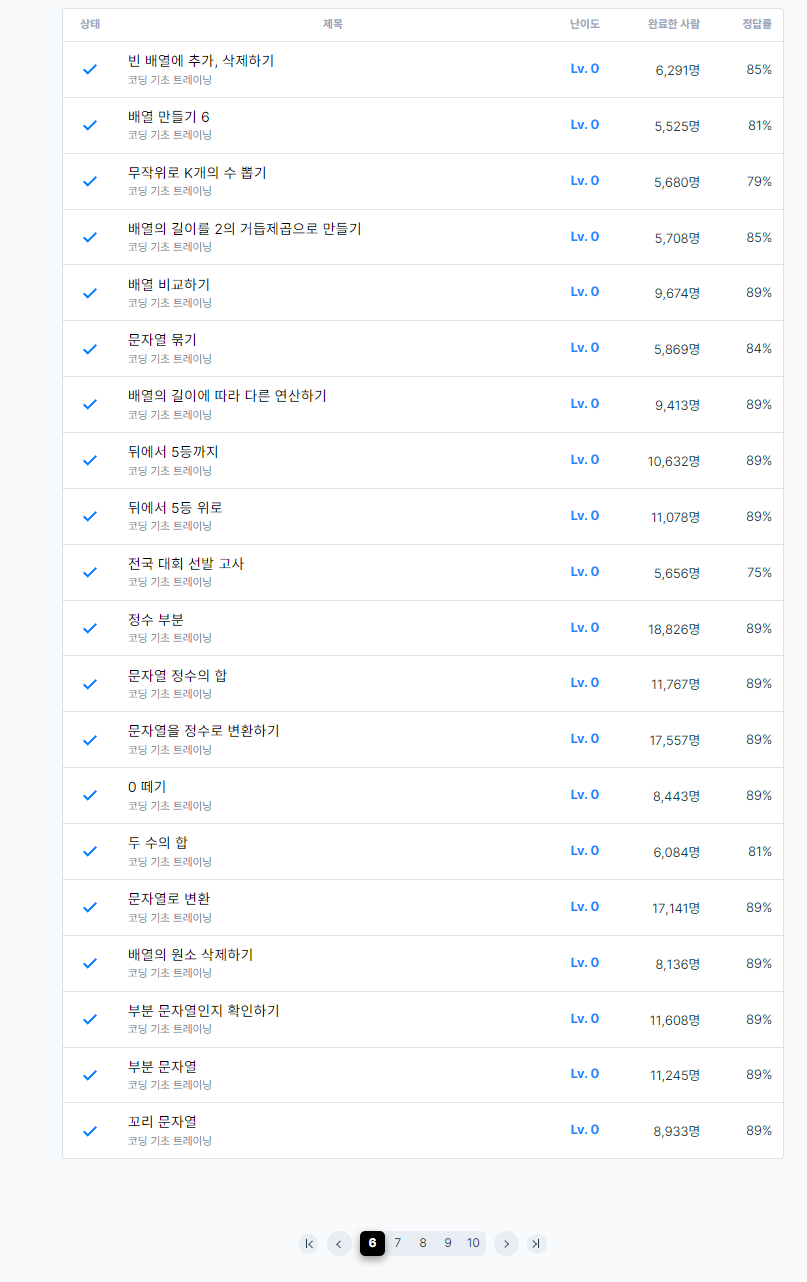 상태 제목 난이도 완료한 사람 정답률
빈 배열에 추가, 삭제하기
코딩 기초 트레이닝
Lv. 0 6,291명 85%
배열 만들기 6
코딩 기초 트레이닝
Lv. 0 5,525명 81%
무작위로 K개의 수 뽑기
코딩 기초 트레이닝
Lv. 0 5,680명 79%
배열의 길이를 2의 거듭제곱으로 만들기
코딩 기초 트레이닝
Lv. 0 5,708명 85%
배열 비교하기
코딩 기초 트레이닝
Lv. 0 9,674명 89%
문자열 묶기
코딩 기초 트레이닝
Lv. 0 5,869명 84%
배열의 길이에 따라 다른 연산하기
코딩 기초 트레이닝
Lv. 0 9,413명 89%
뒤에서 5등까지
코딩 기초 트레이닝
Lv. 0 10,632명 89%
뒤에서 5등 위로
코딩 기초 트레이닝
Lv. 0 11,078명 89%
전국 대회 선발 고사
코딩 기초 트레이닝
Lv. 0 5,656명 75%
정수 부분
코딩 기초 트레이닝
Lv. 0 18,826명 89%
문자열 정수의 합
코딩 기초 트레이닝
Lv. 0 11,767명 89%
문자열을 정수로 변환하기
코딩 기초 트레이닝
Lv. 0 17,557명 89%
0 떼기
코딩 기초 트레이닝
Lv. 0 8,443명 89%
두 수의 합
코딩 기초 트레이닝
Lv. 0 6,084명 81%
문자열로 변환
코딩 기초 트레이닝
Lv. 0 17,141명 89%
배열의 원소 삭제하기
코딩 기초 트레이닝
Lv. 0 8,136명 89%
부분 문자열인지 확인하기
코딩 기초 트레이닝
Lv. 0 11,608명 89%
부분 문자열
코딩 기초 트레이닝
Lv. 0 11,245명 89%
꼬리 문자열
코딩 기초 트레이닝
Lv. 0 8,933명 89%
6 7 8 9 10